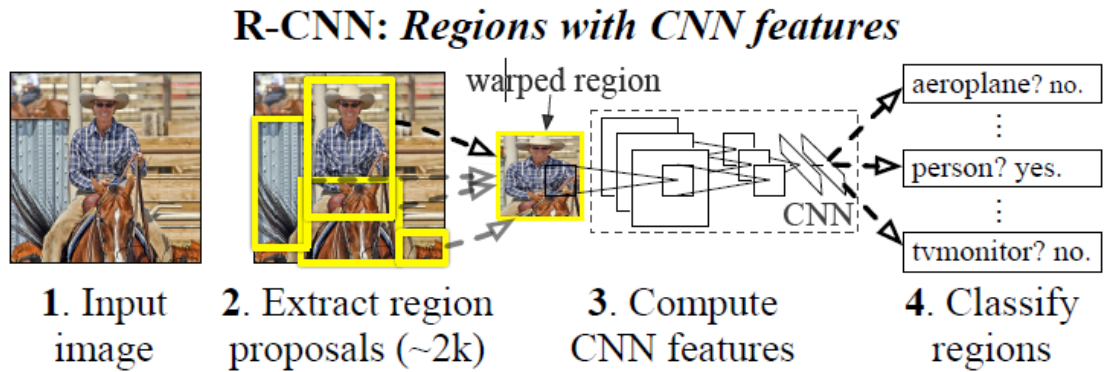 R-CNN: Regions with CNN features
warped region
aeroplane? no.
⋮
person? yes.
⋮
tvmonitor? no.
CNN
1. Input
image
2. Extract region
proposals (~2k)
3. Compute
CNN features
4. Classify
regions